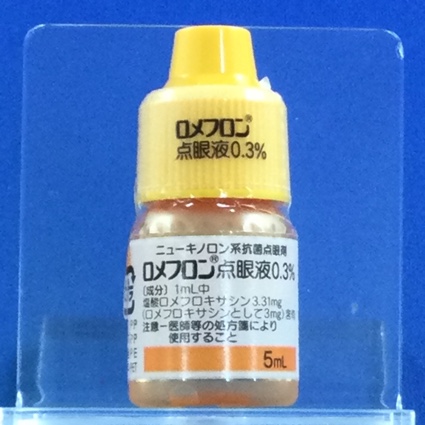 ロメフロン®
点眼液0.3%
ニューキノロン系抗菌点眼剤
ロメフロン®点眼液0.3%
(成分)1mL中
塩酸ロメフロキサシン3.31mg
(ロメフロキサシンとして3mg)含有
注意-医師等の処方箋により
使用すること
5mL